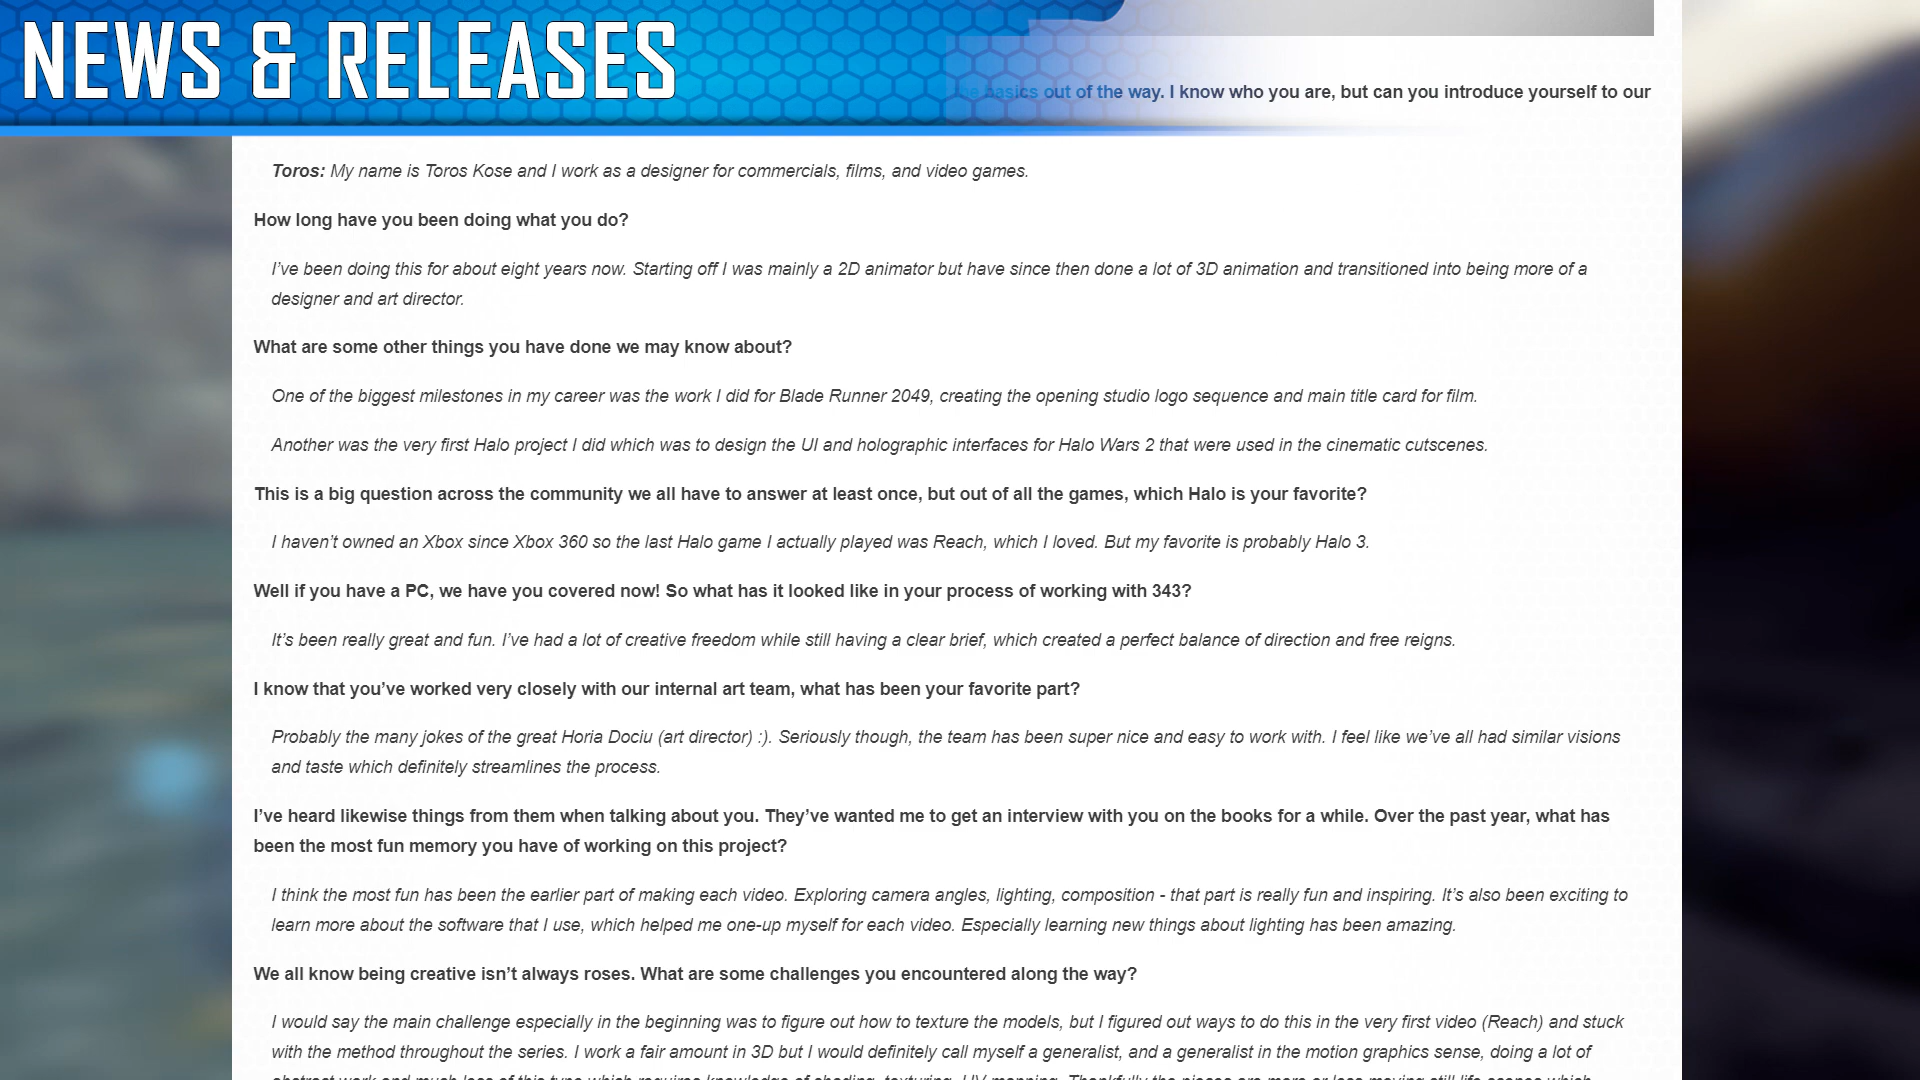 NEWS & RELEASES
basics out of the way. I know who you are, but can you introduce yourself to our
Toros: My name is Toros Kose and I work as a designer for commercials, films, and video games.
How long have you been doing what you do?
I’ve been doing this for about eight years now. Starting off I was mainly a 2D animator but have since then done a lot of 3D animation and transitioned into being more of a
designer and art director.
What are some other things you have done we may know about?
One of the biggest milestones in my career was the work I did for Blade Runner 2049, creating the opening studio logo sequence and main title card for film.
Another was the very first Halo project I did which was to design the UI and holographic interfaces for Halo Wars 2 that were used in the cinematic cutscenes.
This is a big question across the community we all have to answer at least once, but out of all the games, which Halo is your favorite?
I haven’t owned an Xbox since Xbox 360 so the last Halo game I actually played was Reach, which I loved. But my favorite is probably Halo 3.
Well if you have a PC, we have you covered now! So what has it looked like in your process of working with 343?
It’s been really great and fun. I’ve had a lot of creative freedom while still having a clear brief, which created a perfect balance of direction and free reigns.
I know that you’ve worked very closely with our internal art team, what has been your favorite part?
Probably the many jokes of the great Horia Dociu (art director) :). Seriously though, the team has been super nice and easy to work with. I feel like we’ve all had similar visions
and taste which definitely streamlines the process.
I’ve heard likewise things from them when talking about you. They’ve wanted me to get an interview with you on the books for a while. Over the past year, what has
been the most fun memory you have of working on this project?
I think the most fun has been the earlier part of making each video. Exploring camera angles, lighting, composition - that part is really fun and inspiring. It’s also been exciting to
learn more about the software that I use, which helped me one-up myself for each video. Especially learning new things about lighting has been amazing.
We all know being creative isn’t always roses. What are some challenges you encountered along the way?
I would say the main challenge especially in the beginning was to figure out how to texture the models, but I figured out ways to do this in the very first video (Reach) and stuck
with the method throughout the series. I work a fair amount in 3D but I would definitely call myself a generalist, and a generalist in the motion graphics sense, doing a lot of